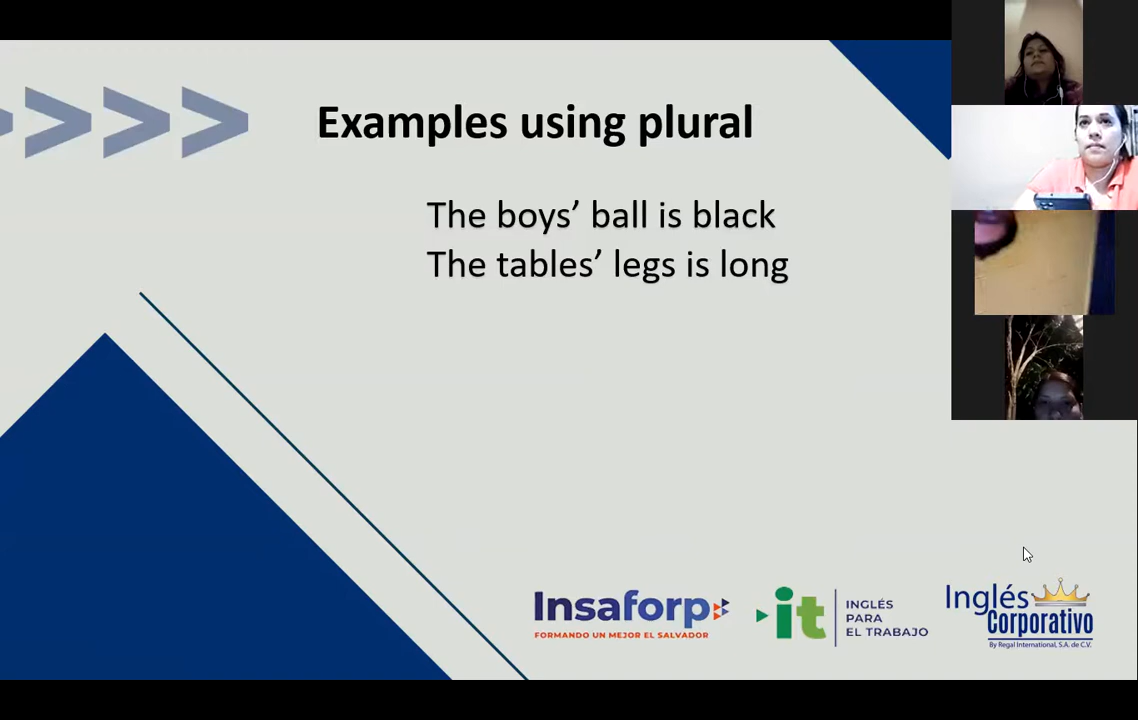 Examples using plural
The boys’ ball is black
The tables’ legs is long
Insaforp
FORMANDO UN MEJOR EL SALVADOR
it
INGLÉS
PARA
EL TRABAJO
Inglés
Corporativo
By Regal International, S.A. de C.V.